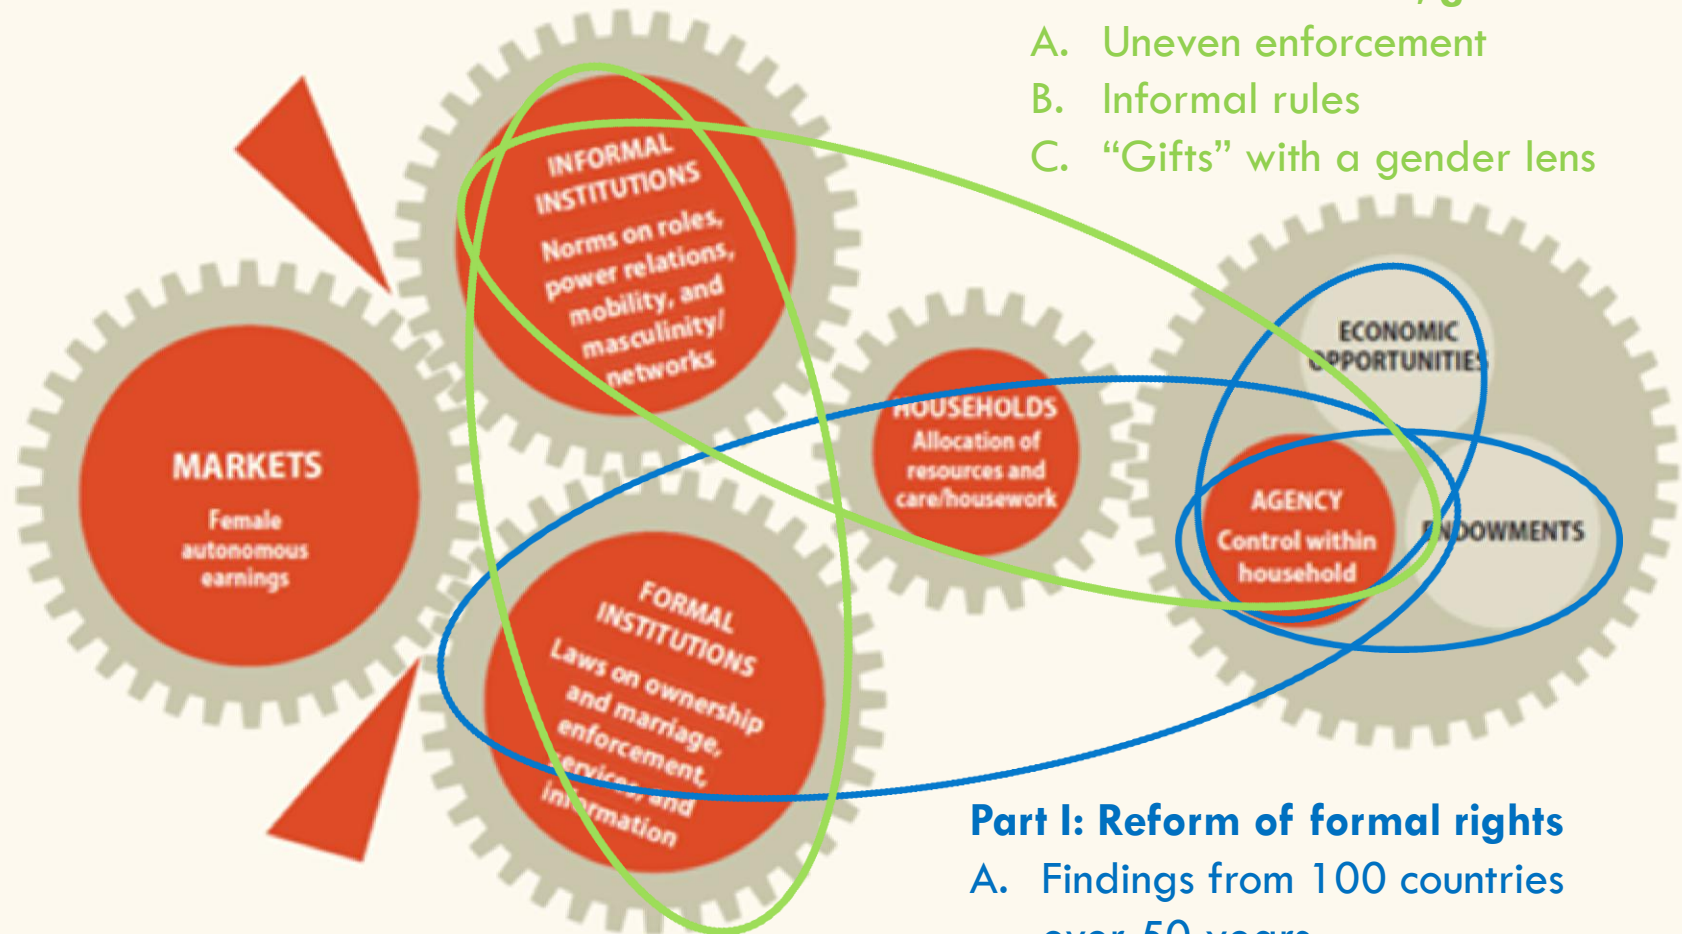 A. Uneven enforcement
B. Informal rules
C. “Gifts” with a gender lens
INFORMAL
INSTITUTIONS
Norms on roles,
power relations,
mobility, and
masculinity/
networks
MARKETS
Female
autonomous
earnings
HOUSEHOLDS
Allocation of
resources and
care/housework
ECONOMIC
OPPORTUNITIES
AGENCY
Control within
household
ENDOWMENTS
FORMAL
INSTITUTIONS
Laws on ownership
and marriage,
enforcement,
services, and
information
Part I: Reform of formal rights
A. Findings from 100 countries
over 50 years